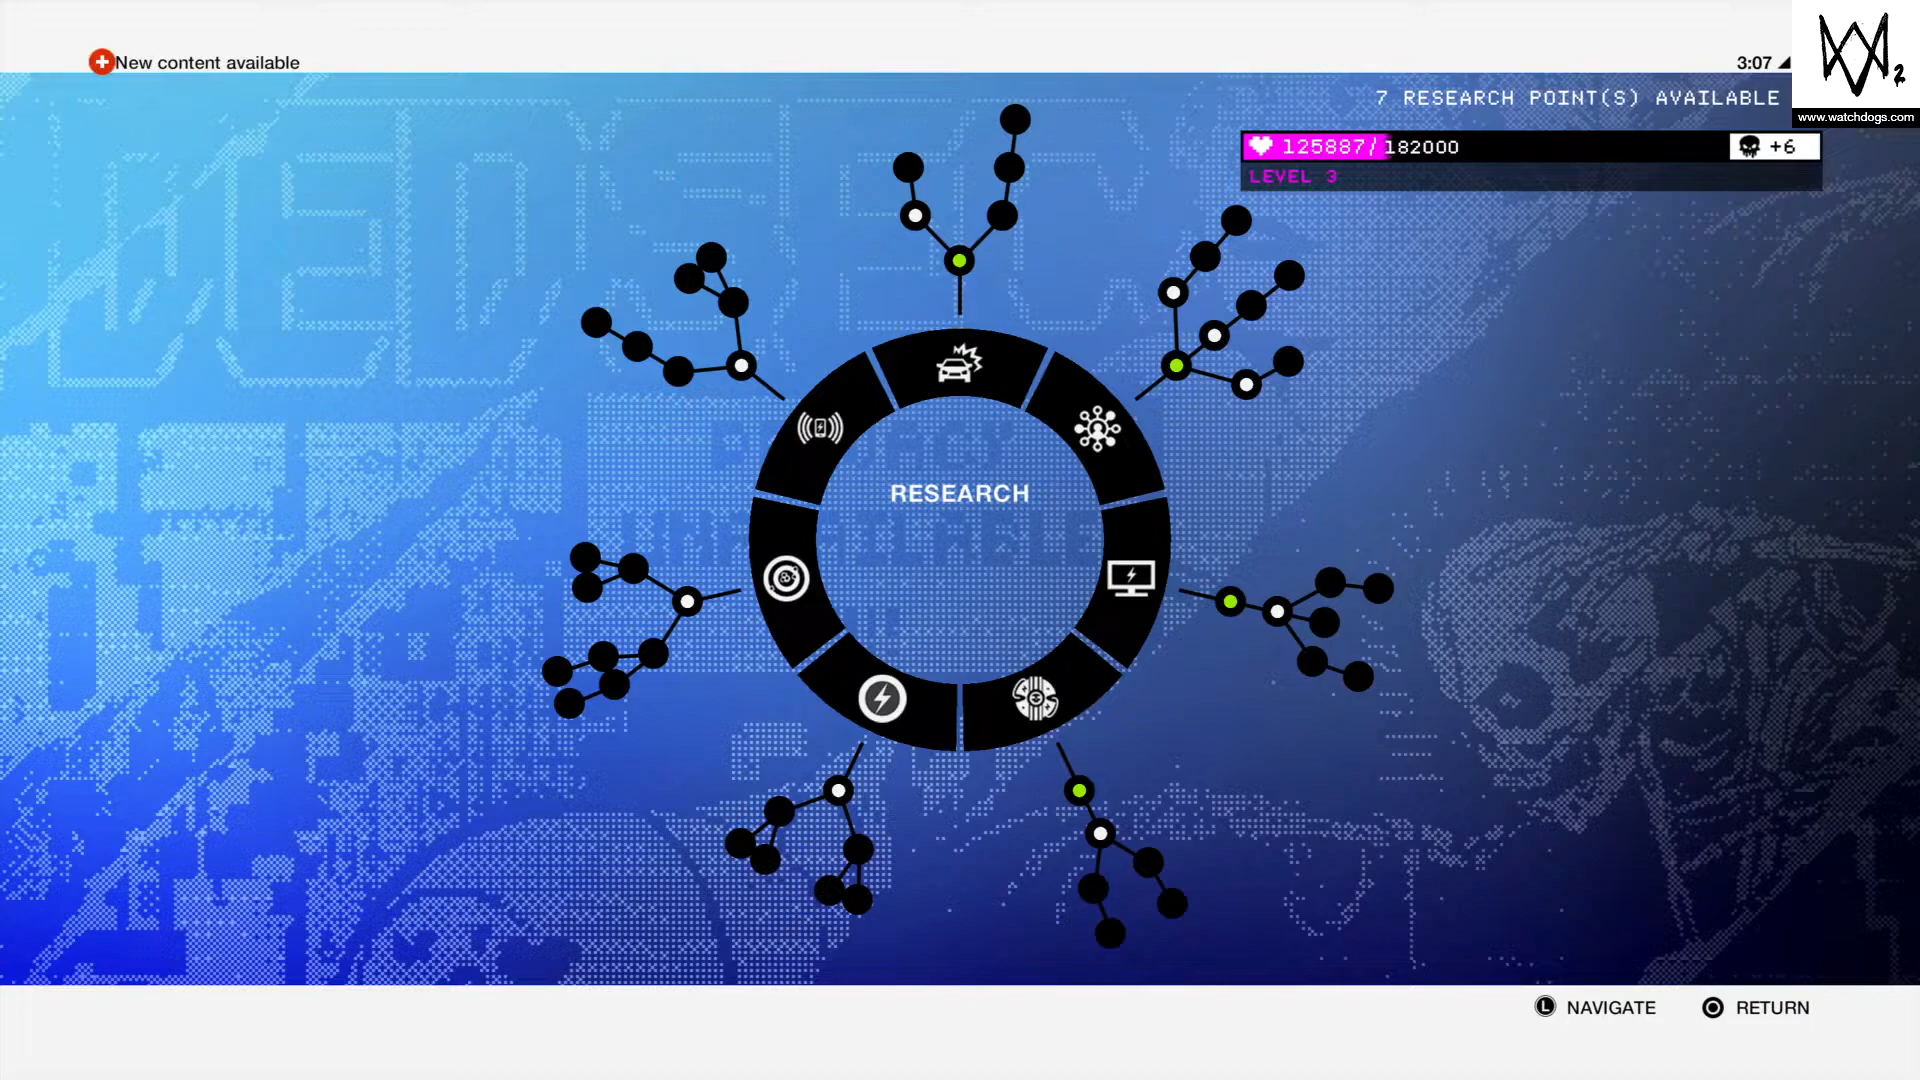 New content available
3:07
2
www.watchdogs.com
7 RESEARCH POINT(S) AVAILABLE
125887/182000
+6
LEVEL 3
RESEARCH
L NAVIGATE
RETURN